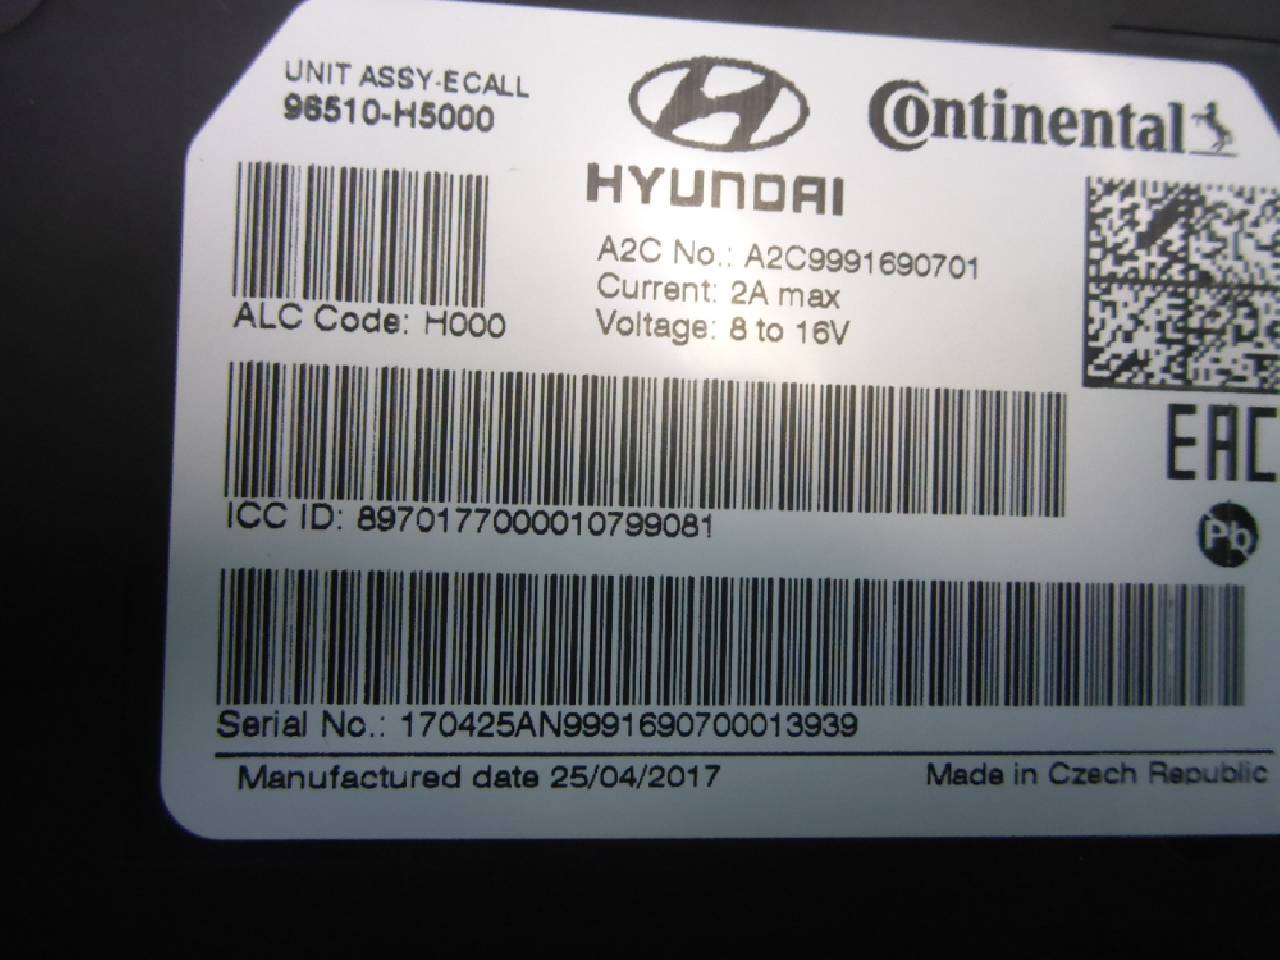 UNIT ASSY-ECALL
96510-H5000
HYUNDAI
Continental
A2C No.: A2C9991690701
Current: 2A max
Voltage: 8 to 16V
ALC Code: H000
EAC
ICC ID: 8970177000010799081
Pb
Serial No.: 170425AN9991690700013939
Manufactured date 25/04/2017
Made in Czech Republic